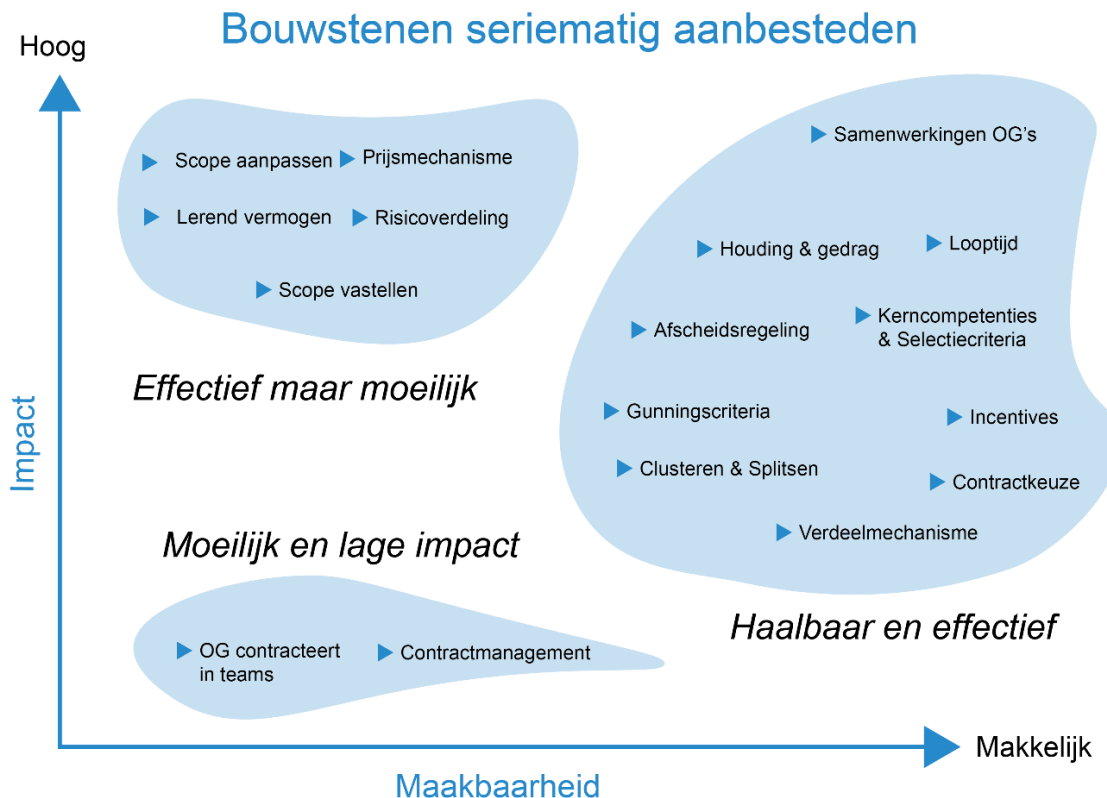 Bouwstenen seriematig aanbesteden
Hoog
Samenwerkingen OG's
Scope aanpassen
Prijsmechanisme
Lerend vermogen
Risicoverdeling
Houding & gedrag
Looptijd
Scope vastellen
Afscheidsregeling
Kerncompetenties
& Selectiecriteria
Effectief maar moeilijk
Gunningscriteria
Incentives
Impact
Clusteren & Splitsen
Contractkeuze
Moeilijk en lage impact
Verdeelmechanisme
Haalbaar en effectief
OG contracteert
in teams
Contractmanagement
Makkelijk
Maakbaarheid